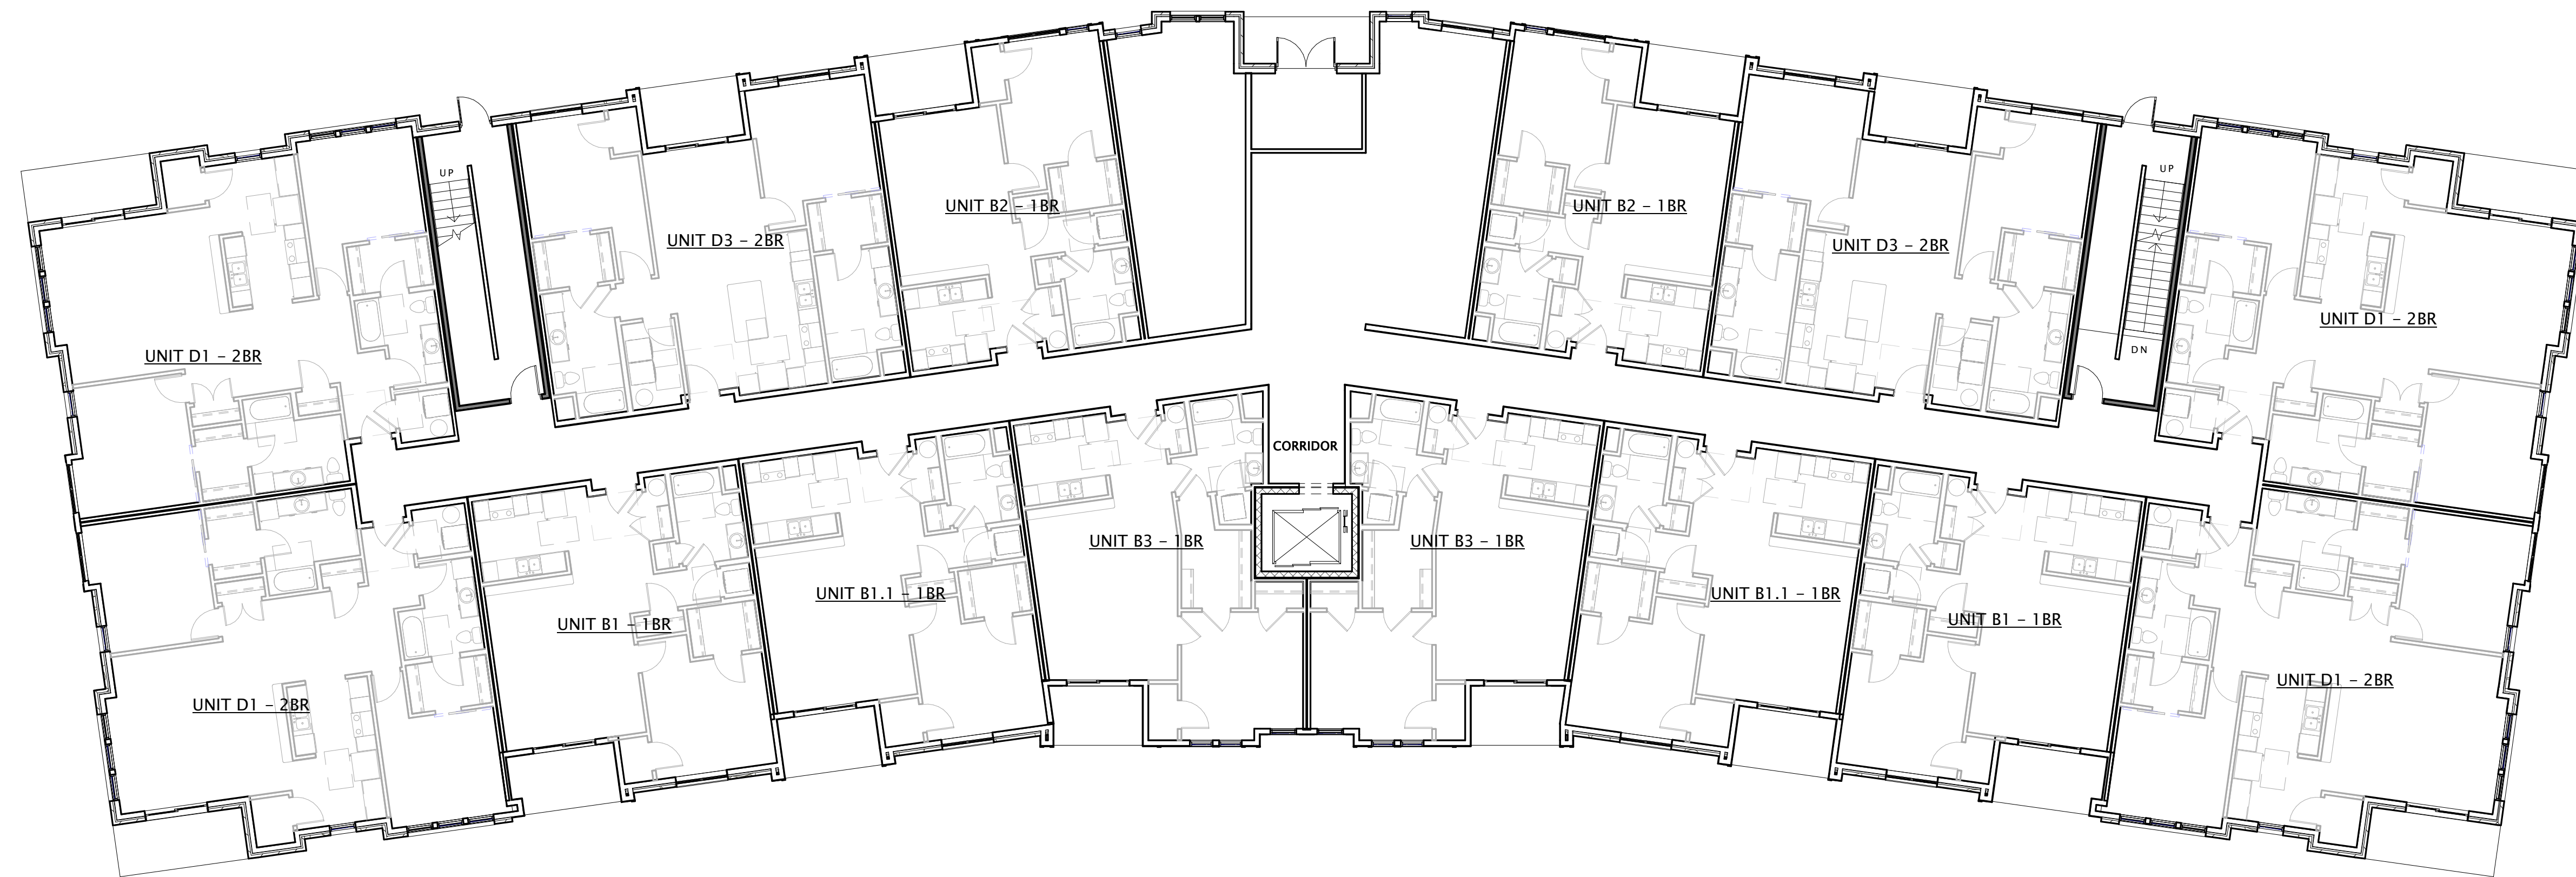 UP
UP
UNIT B2 – 1BR
UNIT B2 – 1BR
UNIT D3 – 2BR
UNIT D3 – 2BR
UNIT D1 – 2BR
DN
UNIT D1 – 2BR
CORRIDOR
UNIT B3 – 1BR
UNIT B3 – 1BR
UNIT B1.1 – 1BR
UNIT B1.1 – 1BR
UNIT B1 – 1BR
UNIT B1 – 1BR
UNIT D1 – 2BR
UNIT D1 – 2BR